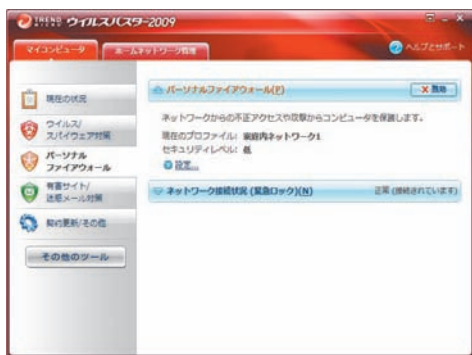 TREND MICRO ウイルスバスター2009
マイコンピュータ
ホームネットワーク管理
ヘルプとサポート
現在の状況
ウイルス/
スパイウェア対策
パーソナル
ファイアウォール
有害サイト/
迷惑メール対策
契約更新/その他
その他のツール
パーソナルファイアウォール(P)
無効
ネットワークからの不正アクセスや攻撃からコンピュータを保護します。
現在のプロファイル: 家庭内ネットワーク1
セキュリティレベル: 低
設定...
ネットワーク接続状況 (緊急ロック)(N)
正常 (接続されています)